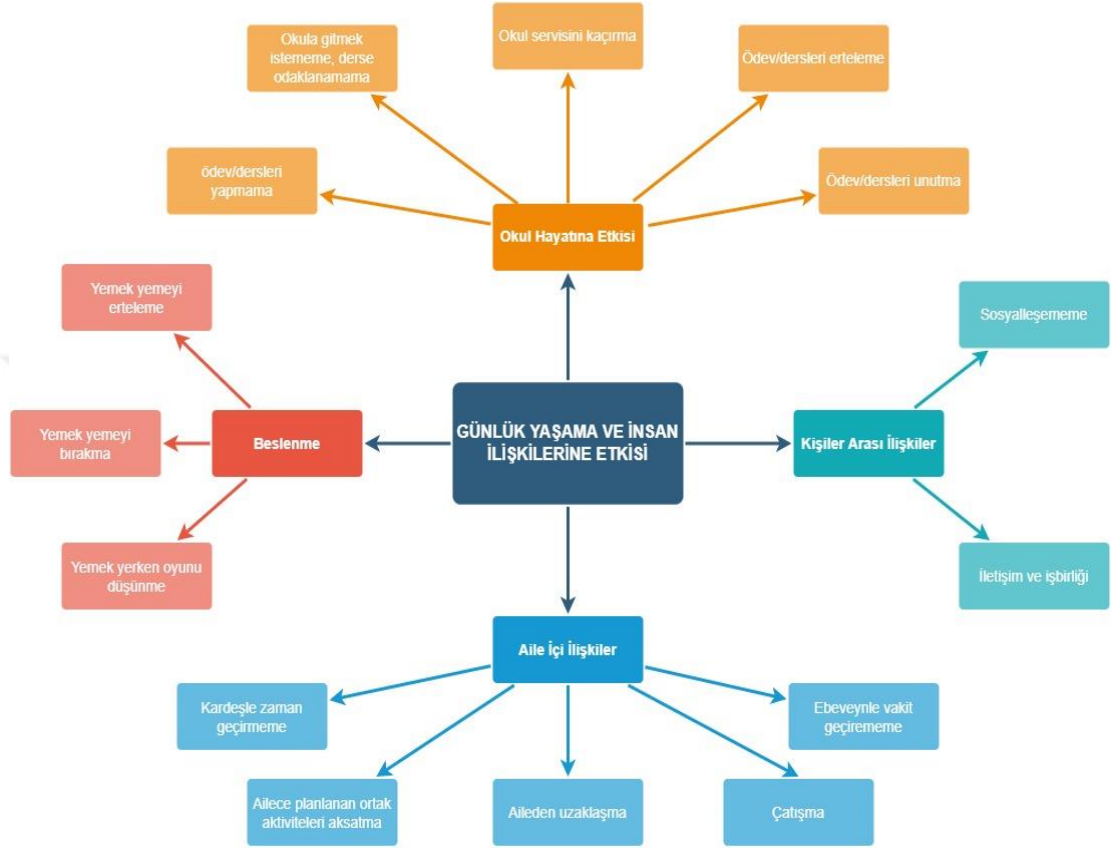 Okula gitmek
istememe, derse
odaklanamama
Okul servisini kaçırma
Ödev/dersleri erteleme
ödev/dersleri
yapmama
Ödev/dersleri unutma
Okul Hayatına Etkisi
Yemek yemeyi
erteleme
Sosyalleşememe
Yemek yemeyi
bırakma
Beslenme
GÜNLÜK YAŞAMA VE İNSAN
İLİŞKİLERİNE ETKİSİ
Kişiler Arası İlişkiler
Yemek yerken oyunu
düşünme
İletişim ve işbirliği
Aile İçi İlişkiler
Kardeşle zaman
geçirmeme
Ebeveynle vakit
geçirememe
Ailece planlanan ortak
aktiviteleri aksatma
Aileden uzaklaşma
Çatışma